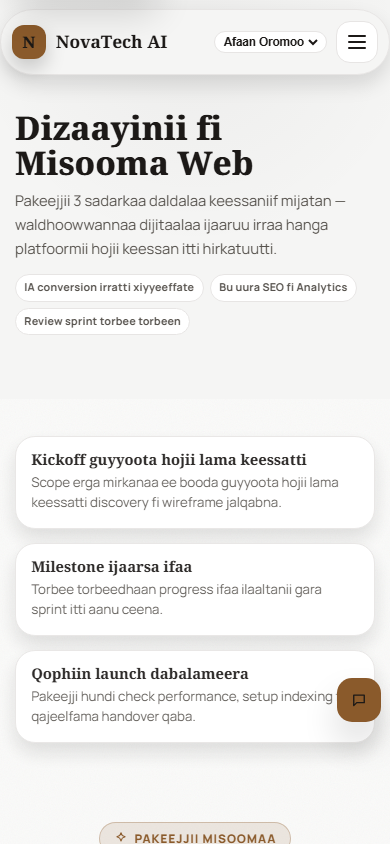 N NovaTech AI Afaan Oromoo
Dizaayinii fi
Misooma Web
Pakeejjii 3 sadarkaa daldalaa keessaniif mijatan —
waldhoowwannaa dijitaalaa ijaaruu irraa hanga
platfoormii hojii keessan itti hirkatuutti.
IA conversion irratti xiyyeeffate Bu uura SEO fi Analytics
Review sprint torbee torbeen
Kickoff guyyoota hojii lama keessatti
Scope erga mirkanaa ee booda guyyoota hojii lama
keessatti discovery fi wireframe jalqabna.
Milestone ijaarsa ifaa
Torbee torbeedhaan progress ifaa ilaaltanii gara
sprint itti aanu ceena.
Qophiin launch dabalameera
Pakeejji hundi check performance, setup indexing
qajeelfama handover qaba.
PAKEEJJII MISOOMAA